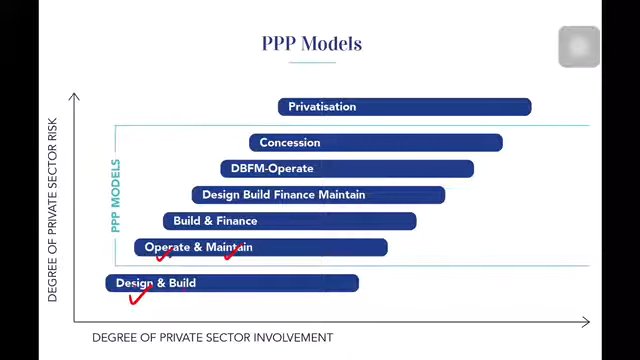 PPP Models
Privatisation
Concession
DBFM-Operate
Design Build Finance Maintain
Build & Finance
Operate & Maintain
Design & Build
PPP MODELS
DEGREE OF PRIVATE SECTOR RISK
DEGREE OF PRIVATE SECTOR INVOLVEMENT